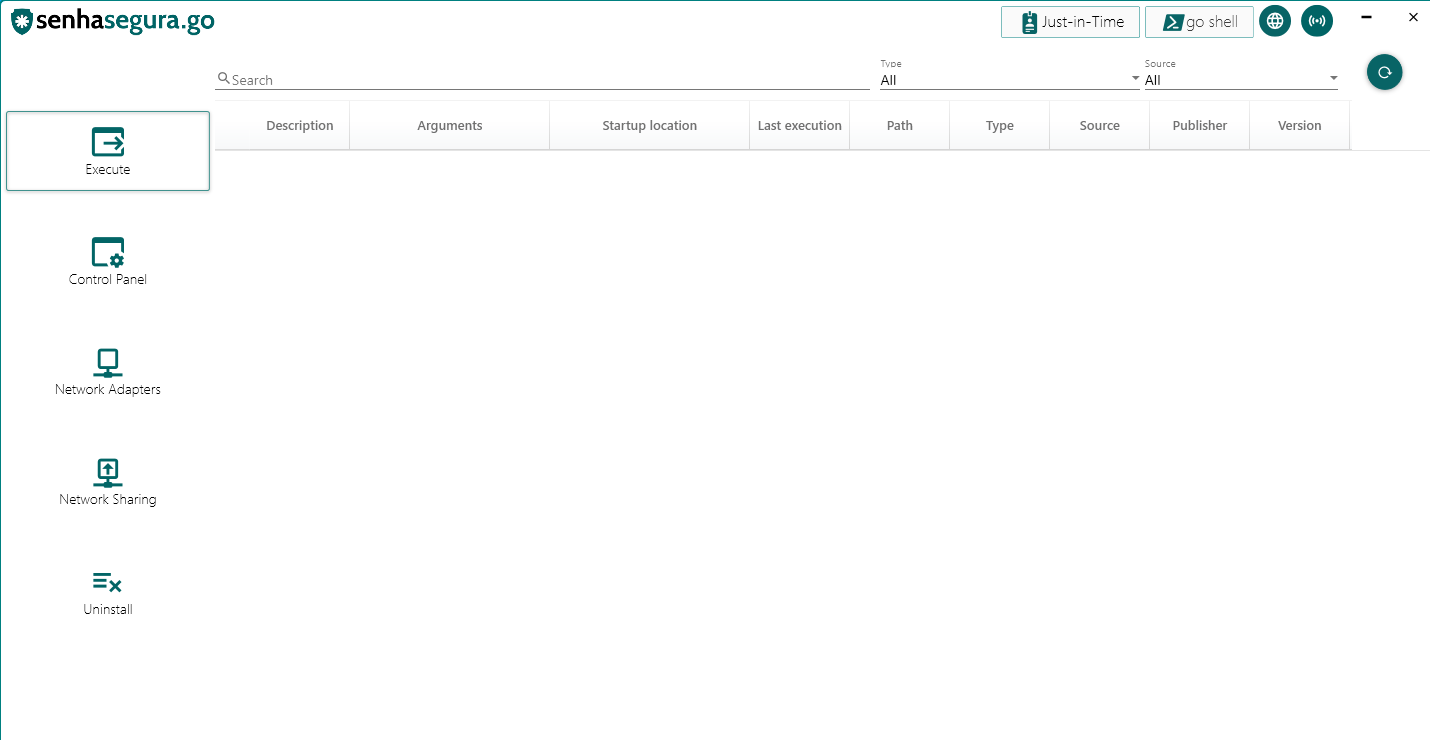 senhasegura.go
Just-in-Time
go shell
Search
Type
All
Source
All
Description
Arguments
Startup location
Last execution
Path
Type
Source
Publisher
Version
Execute
Control Panel
Network Adapters
Network Sharing
Uninstall